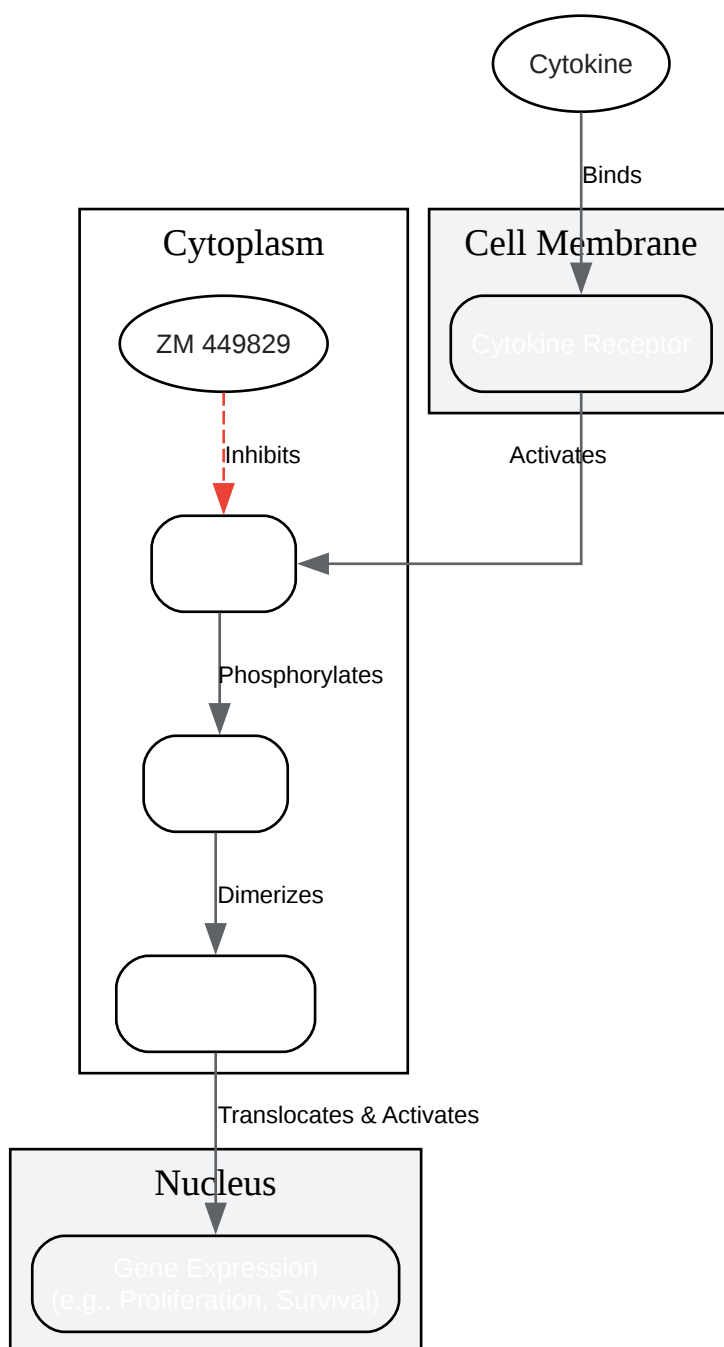 Cytokine
Binds
Cytoplasm
Cell Membrane
ZM 449829
Cytokine Receptor
Inhibits
Activates
Phosphorylates
Dimerizes
Translocates & Activates
Nucleus
Gene Expression
(e.g., Proliferation, Survival)